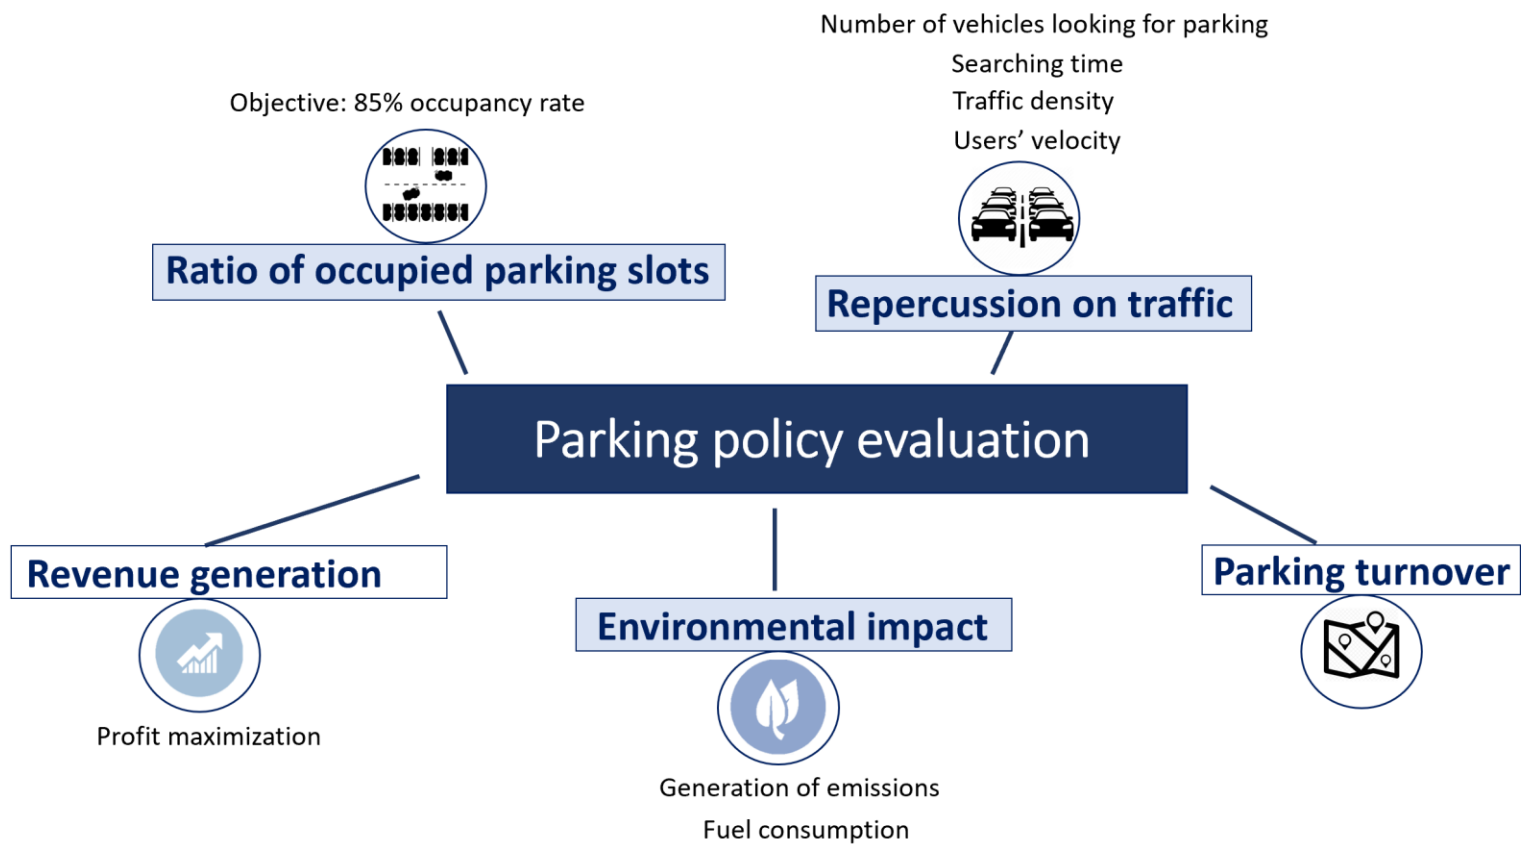 Number of vehicles looking for parking
Searching time
Traffic density
Users’ velocity
Objective: 85% occupancy rate
Ratio of occupied parking slots
Repercussion on traffic
Parking policy evaluation
Revenue generation
Profit maximization
Environmental impact
Generation of emissions
Fuel consumption
Parking turnover